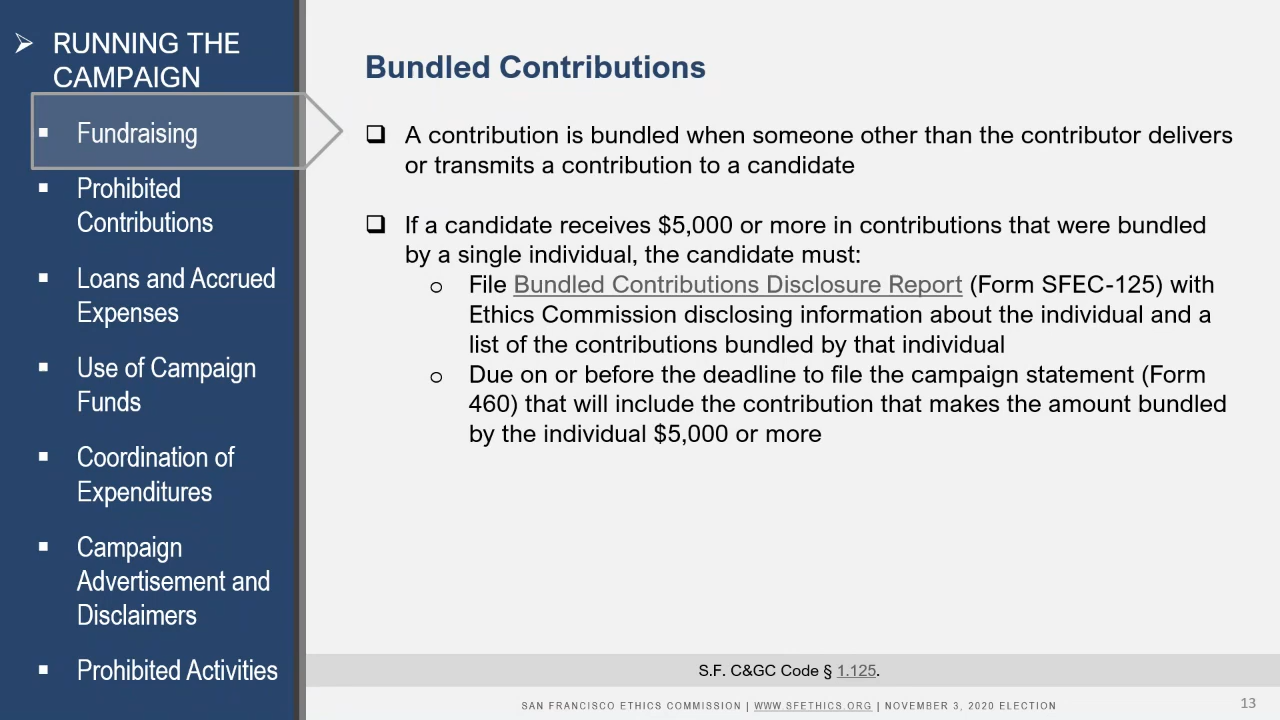 ➢ RUNNING THE
CAMPAIGN
▪ Fundraising
▪ Prohibited
Contributions
▪ Loans and Accrued
Expenses
▪ Use of Campaign
Funds
▪ Coordination of
Expenditures
▪ Campaign
Advertisement and
Disclaimers
▪ Prohibited Activities
Bundled Contributions
❑ A contribution is bundled when someone other than the contributor delivers
or transmits a contribution to a candidate
❑ If a candidate receives $5,000 or more in contributions that were bundled
by a single individual, the candidate must:
o File Bundled Contributions Disclosure Report (Form SFEC-125) with
Ethics Commission disclosing information about the individual and a
list of the contributions bundled by that individual
o Due on or before the deadline to file the campaign statement (Form
460) that will include the contribution that makes the amount bundled
by the individual $5,000 or more
S.F. C&GC Code § 1.125.
SAN FRANCISCO ETHICS COMMISSION | WWW.SFETHICS.ORG | NOVEMBER 3, 2020 ELECTION
13